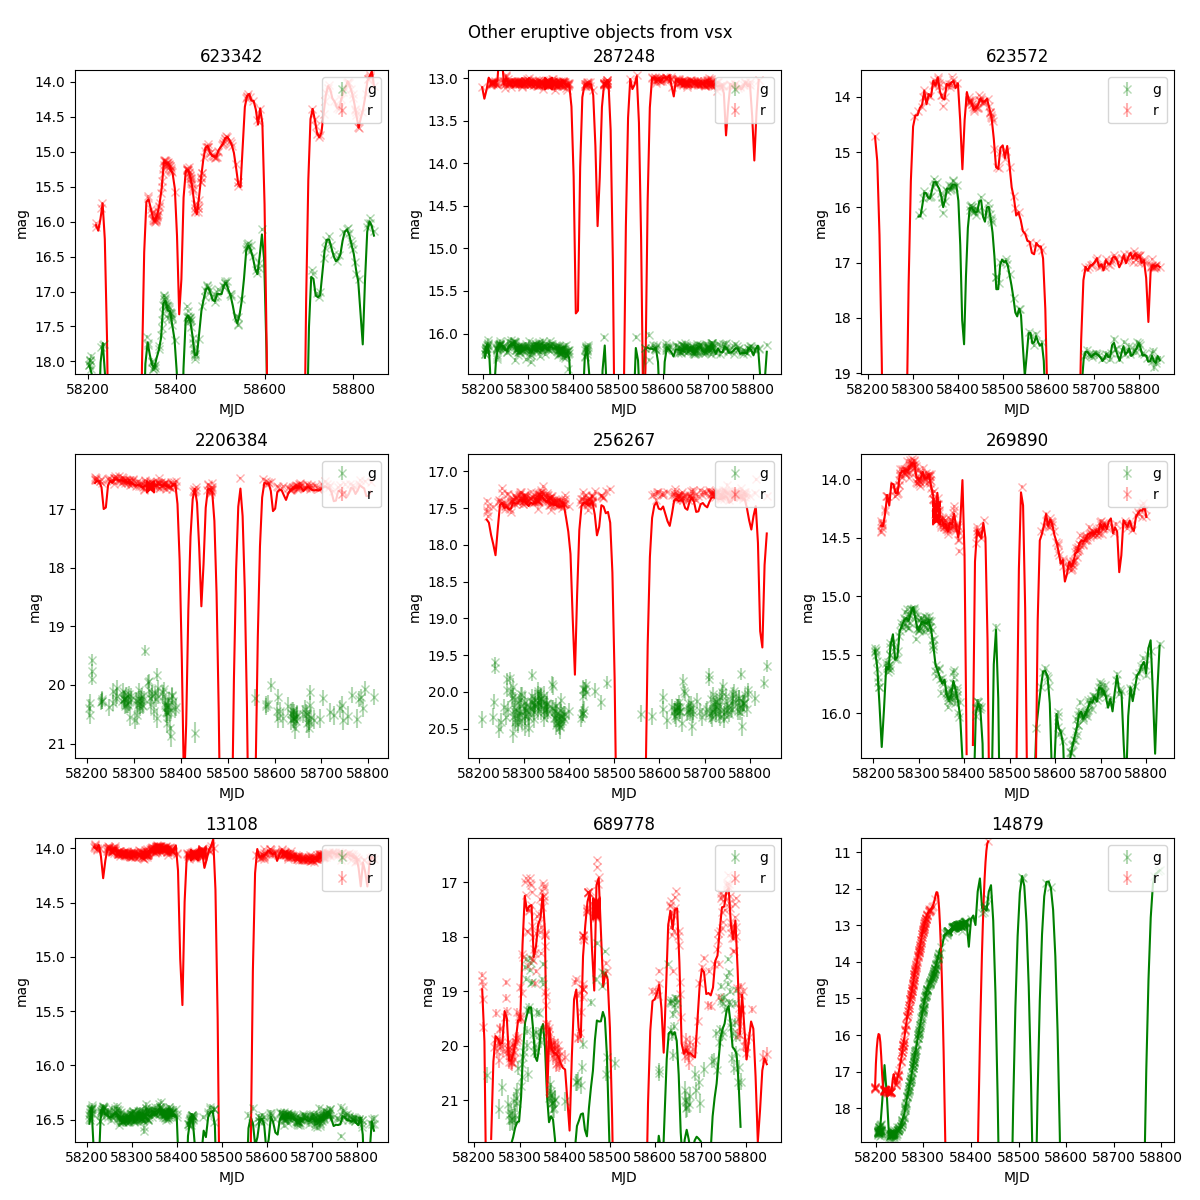 Other eruptive objects from vsx
623342
14.0
14.5
15.0
15.5
16.0
16.5
17.0
17.5
18.0
mag
58200 58400 58600 58800
MJD
g
r
287248
13.0
13.5
14.0
14.5
15.0
15.5
16.0
mag
58200 58300 58400 58500 58600 58700 58800
MJD
g
r
623572
14
15
16
17
18
19
mag
58200 58300 58400 58500 58600 58700 58800
MJD
g
r
2206384
17
18
19
20
21
mag
58200 58300 58400 58500 58600 58700 58800
MJD
g
r
256267
17.0
17.5
18.0
18.5
19.0
19.5
20.0
20.5
mag
58200 58300 58400 58500 58600 58700 58800
MJD
g
r
269890
14.0
14.5
15.0
15.5
16.0
mag
58200 58300 58400 58500 58600 58700 58800
MJD
g
r
13108
14.0
14.5
15.0
15.5
16.0
16.5
mag
58200 58300 58400 58500 58600 58700 58800
MJD
g
r
689778
17
18
19
20
21
mag
58200 58300 58400 58500 58600 58700 58800
MJD
g
r
14879
11
12
13
14
15
16
17
18
mag
58200 58300 58400 58500 58600 58700 58800
MJD
g
r